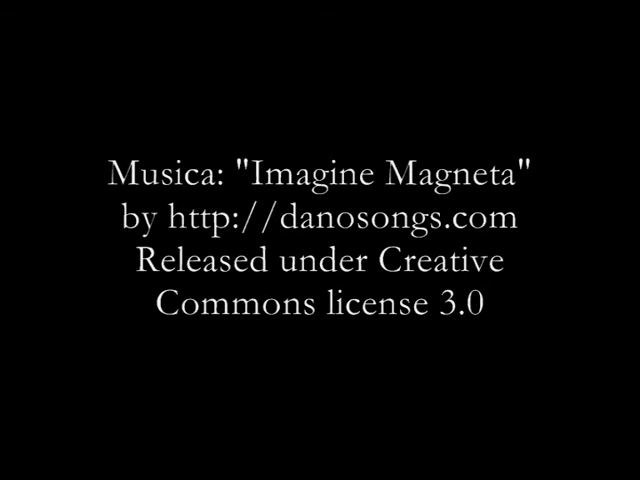 Musica: "Imagine Magneta"
by http://danosongs.com
Released under Creative
Commons license 3.0